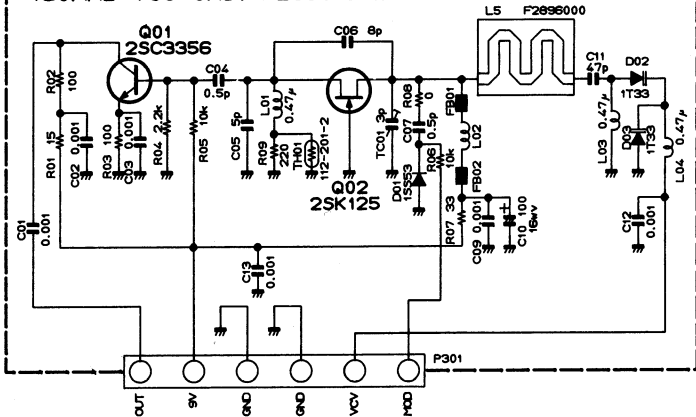 L5 F2896000
Q01
2SC3356
C06 8p
C04
0.5p
R02
100
L01
0.47μ
C05 5p
R09
220
TH01
112-201-2
Q02
2SK125
TC01 3p
R08
0
C07
0.5p
R06
10k
D01
1SS53
FB01
L02
FB02
R07 33
C09 0.001
C10 100
16wv
C11
47p
D02
1T33
L03 0.47μ
D03
1T33
0.47μ
L04
C12
0.001
R01 15
C02 0.001
R03 100
C03 0.001
R04 2.2k
R05 10k
C01
0.001
C13
0.001
P301
OUT
9V
GND
GND
VCV
MOD